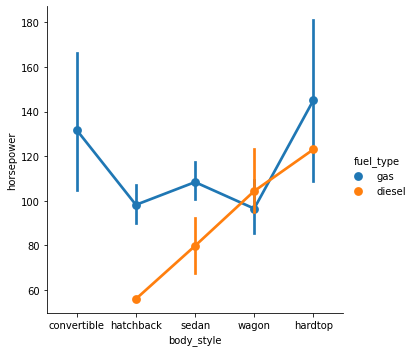 180
160
140
120
100
80
60
horsepower
convertible hatchback sedan wagon hardtop
body_style
fuel_type
gas
diesel